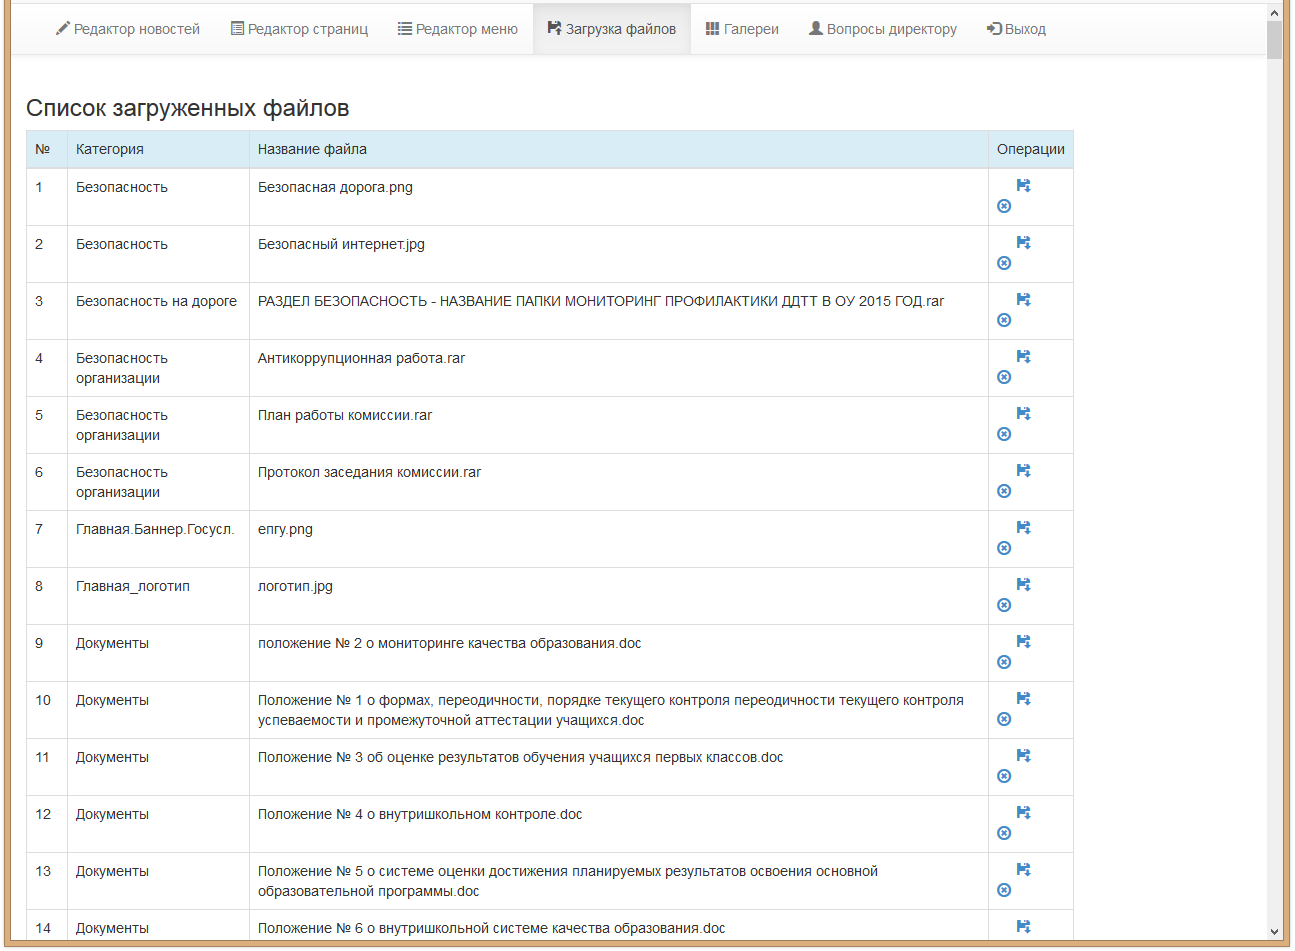 Редактор новостей Редактор страниц Редактор меню Загрузка файлов Галереи Вопросы директору Выход
Список загруженных файлов
№ Категория Название файла Операции
1 Безопасность Безопасная дорога.png
2 Безопасность Безопасный интернет.jpg
3 Безопасность на дороге РАЗДЕЛ БЕЗОПАСНОСТЬ - НАЗВАНИЕ ПАПКИ МОНИТОРИНГ ПРОФИЛАКТИКИ ДДТТ В ОУ 2015 ГОД.rar
4 Безопасность Антикоррупционная работа.rar
организации
5 Безопасность План работы комиссии.rar
организации
6 Безопасность Протокол заседания комиссии.rar
организации
7 Главная.Баннер.Госусл. епгу.png
8 Главная_логотип логотип.jpg
9 Документы положение № 2 о мониторинге качества образования.doc
10 Документы Положение № 1 о формах, переодичности, порядке текущего контроля переодичности текущего контроля
успеваемости и промежуточной аттестации учащихся.doc
11 Документы Положение № 3 об оценке результатов обучения учащихся первых классов.doc
12 Документы Положение № 4 о внутришкольном контроле.doc
13 Документы Положение № 5 о системе оценки достижения планируемых результатов освоения основной
образовательной программы.doc
14 Документы Положение № 6 о внутришкольной системе качества образования.doc